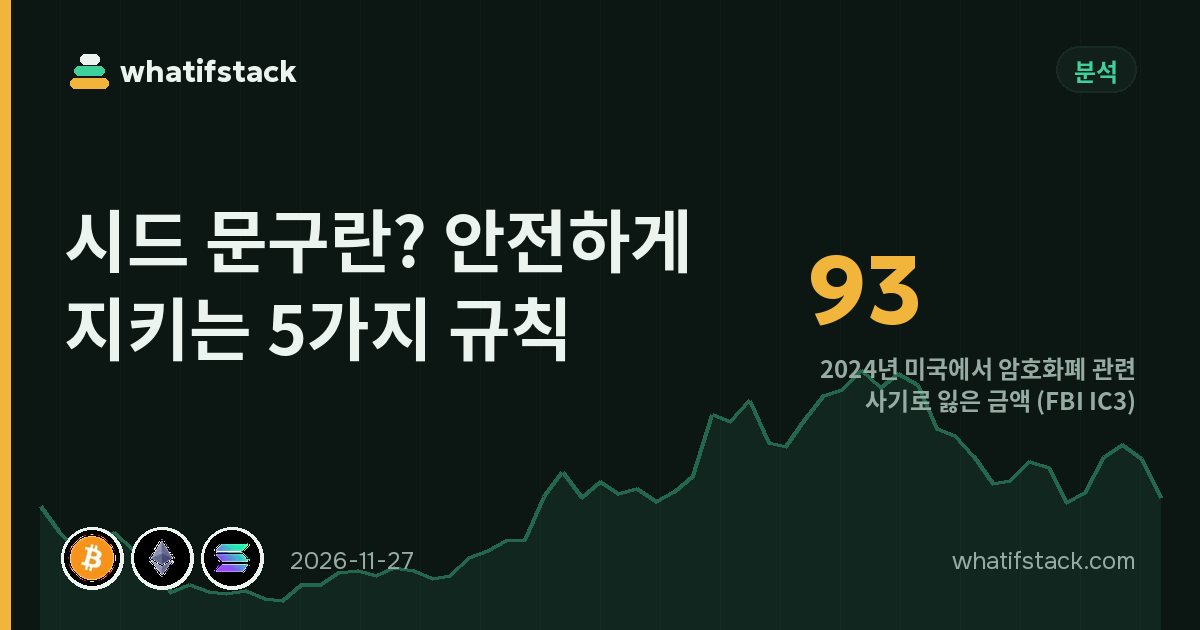 whatifstack
분석
시드 문구란? 안전하게
지키는 5가지 규칙
93
2024년 미국에서 암호화폐 관련
사기로 잃은 금액 (FBI IC3)
2026-11-27
whatifstack.com